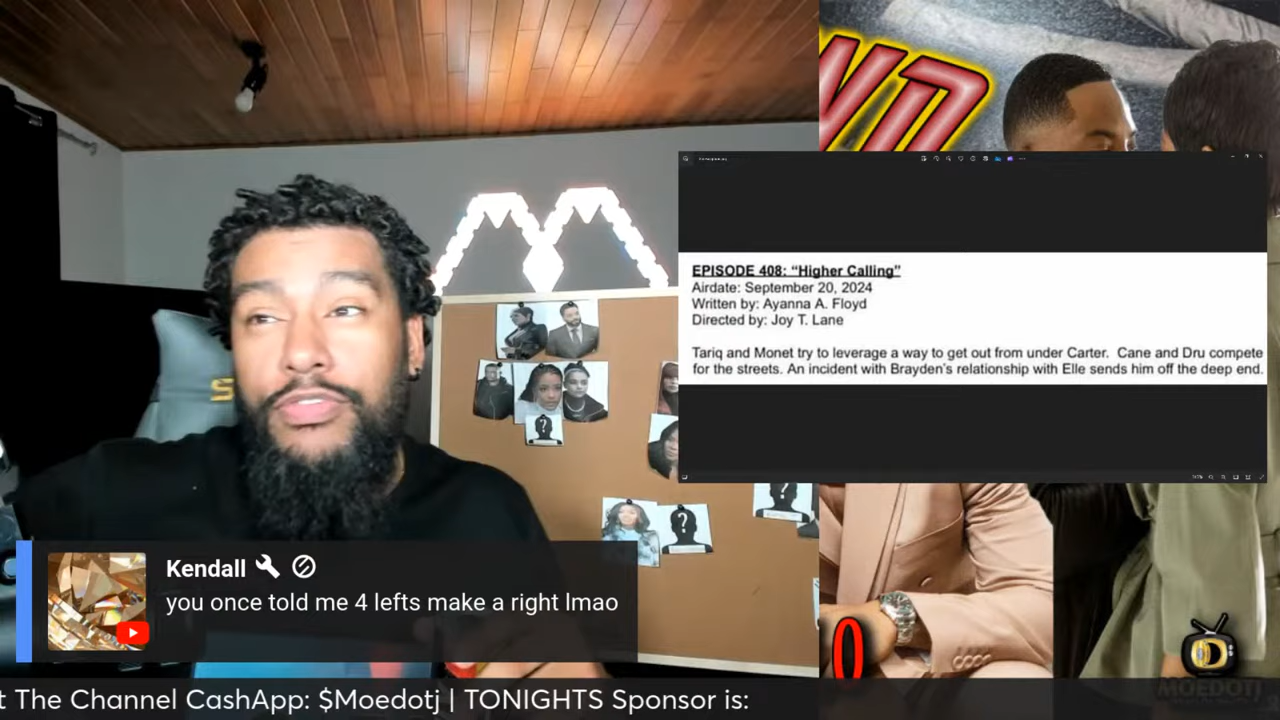 EPISODE 408: “Higher Calling”
Airdate: September 20, 2024
Written by: Ayanna A. Floyd
Directed by: Joy T. Lane
Tariq and Monet try to leverage a way to get out from under Carter. Cane and Dru compete
for the streets. An incident with Brayden's relationship with Elle sends him off the deep end.
Kendall
you once told me 4 lefts make a right lmao
MOEDOTJ
t The Channel CashApp: $Moedotj | TONIGHTS Sponsor is: